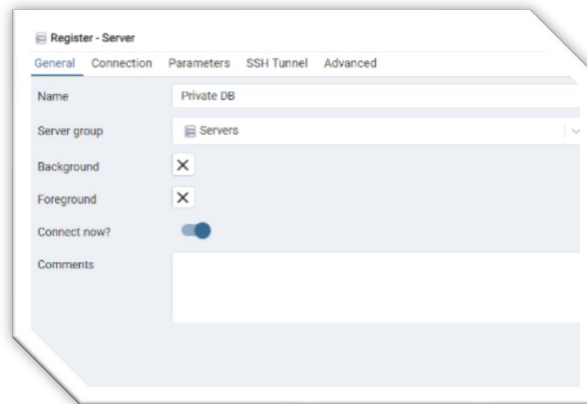 Register - Server
General Connection Parameters SSH Tunnel Advanced
Name Private DB
Server group Servers
Background
Foreground
Connect now?
Comments